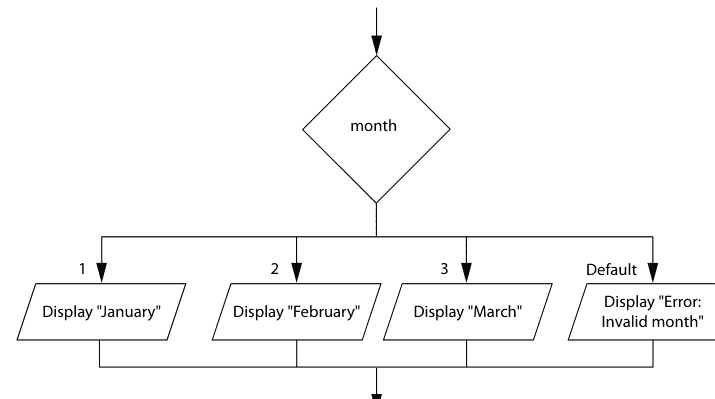 month
1
2
3
Default
Display "January"
Display "February"
Display "March"
Display "Error:
Invalid month"